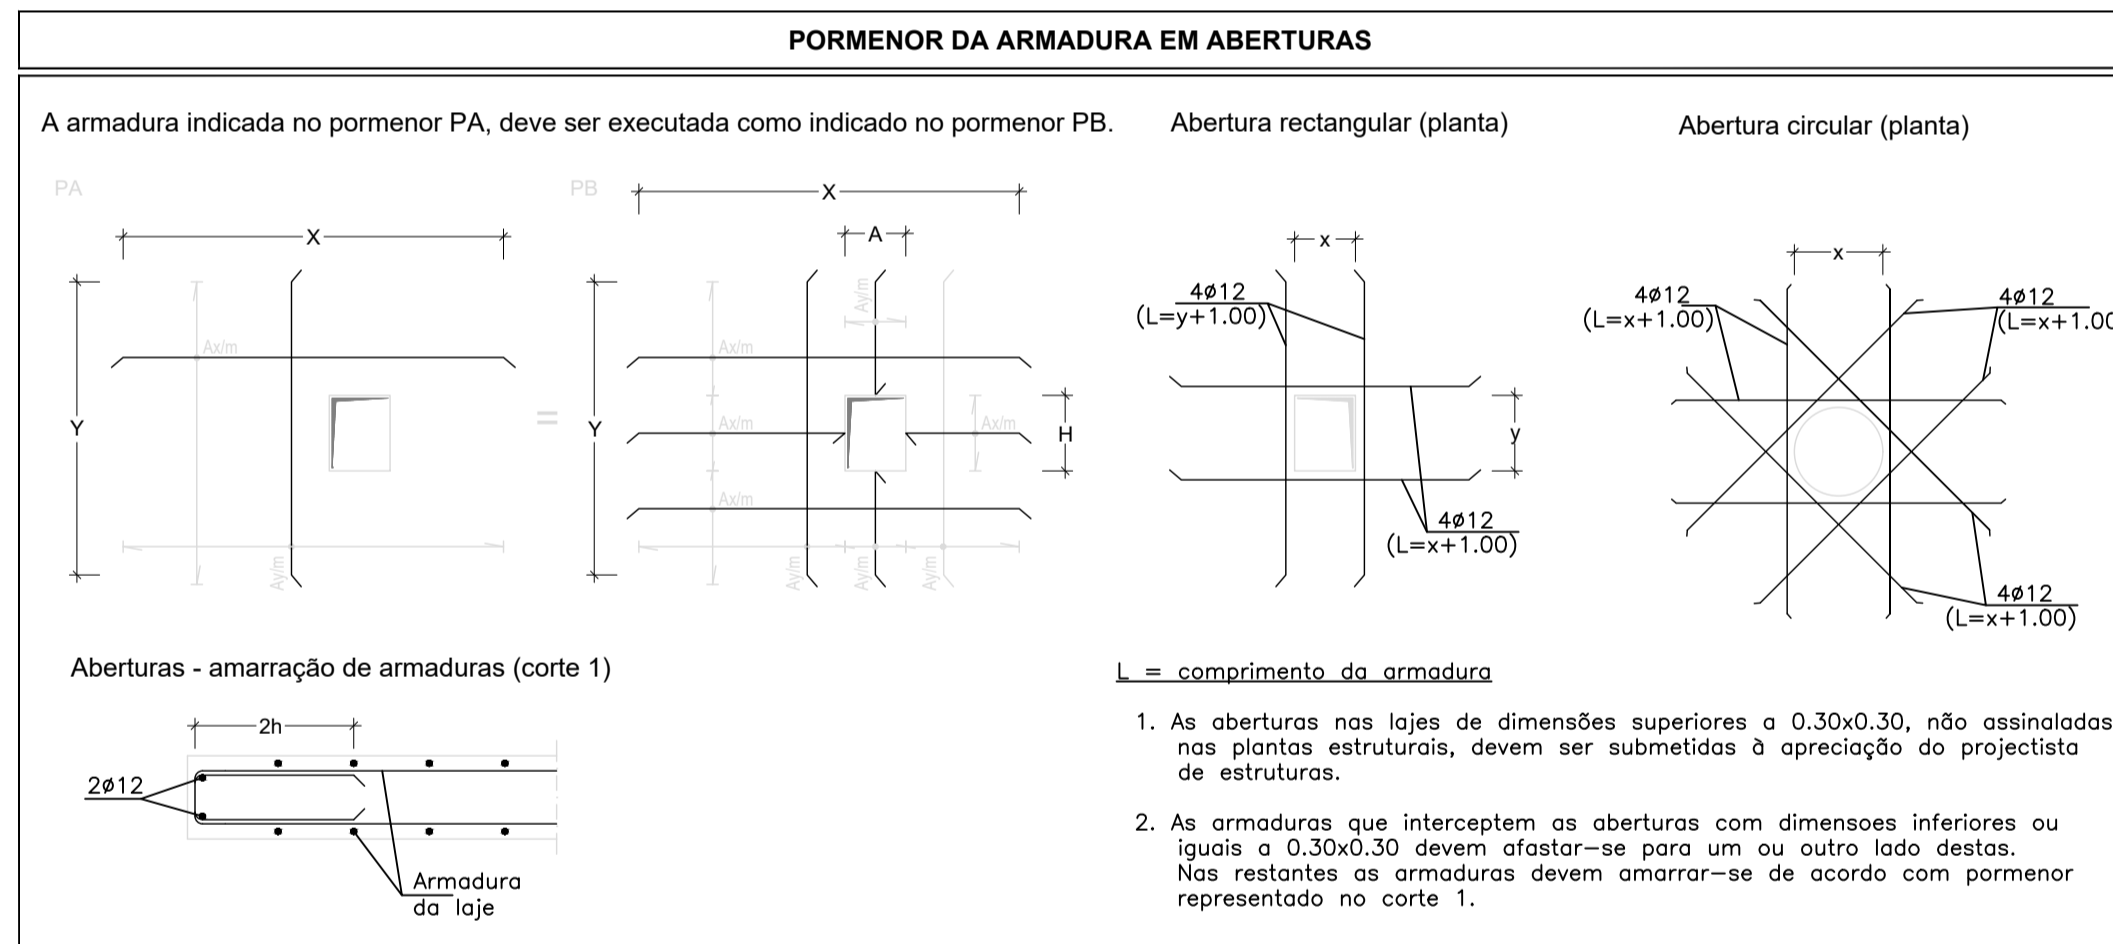 PORMENOR DA ARMADURA EM ABERTURAS
A armadura indicada no pormenor PA, deve ser executada como indicado no pormenor PB.
PA
X
Y
Ax/m
Ay/m
=
PB
X
A
Y
Ay/m
Ax/m
Ax/m
Ax/m
H
Ax/m
Ay/m
Ay/m
Ay/m
Abertura rectangular (planta)
x
4ø12
(L=y+1.00)
y
4ø12
(L=x+1.00)
Abertura circular (planta)
x
4ø12
(L=x+1.00)
4ø12
(L=x+1.00
4ø12
(L=x+1.00)
Aberturas - amarração de armaduras (corte 1)
2h
2ø12
Armadura
da laje
L = comprimento da armadura
1. As aberturas nas lajes de dimensões superiores a 0.30x0.30, não assinaladas
nas plantas estruturais, devem ser submetidas à apreciação do projectista
de estruturas.
2. As armaduras que interceptem as aberturas com dimensoes inferiores ou
iguais a 0.30x0.30 devem afastar-se para um ou outro lado destas.
Nas restantes as armaduras devem amarrar-se de acordo com pormenor
representado no corte 1.